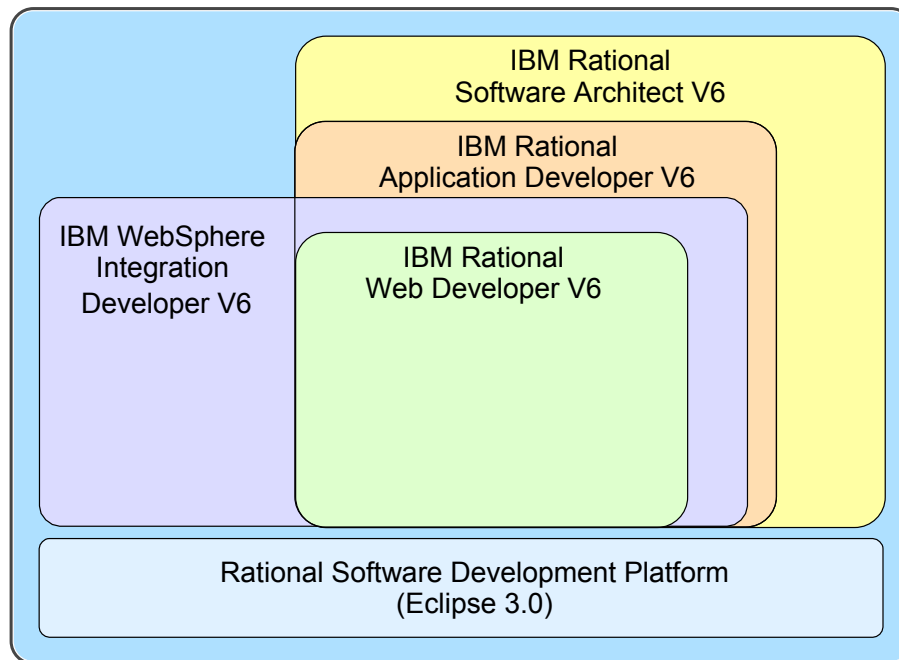 IBM Rational
Software Architect V6
IBM Rational
Application Developer V6
IBM WebSphere
Integration
Developer V6
IBM Rational
Web Developer V6
Rational Software Development Platform
(Eclipse 3.0)